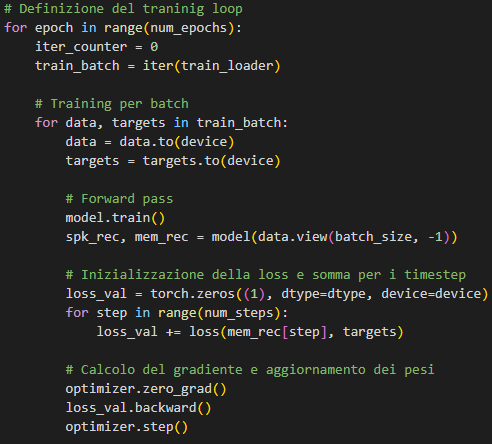 # Definizione del traninig loop
for epoch in range(num_epochs):
    iter_counter = 0
    train_batch = iter(train_loader)

    # Training per batch
    for data, targets in train_batch:
        data = data.to(device)
        targets = targets.to(device)

        # Forward pass
        model.train()
        spk_rec, mem_rec = model(data.view(batch_size, -1))

        # Inizializzazione della loss e somma per i timestep
        loss_val = torch.zeros((1), dtype=dtype, device=device)
        for step in range(num_steps):
            loss_val += loss(mem_rec[step], targets)

        # Calcolo del gradiente e aggiornamento dei pesi
        optimizer.zero_grad()
        loss_val.backward()
        optimizer.step()